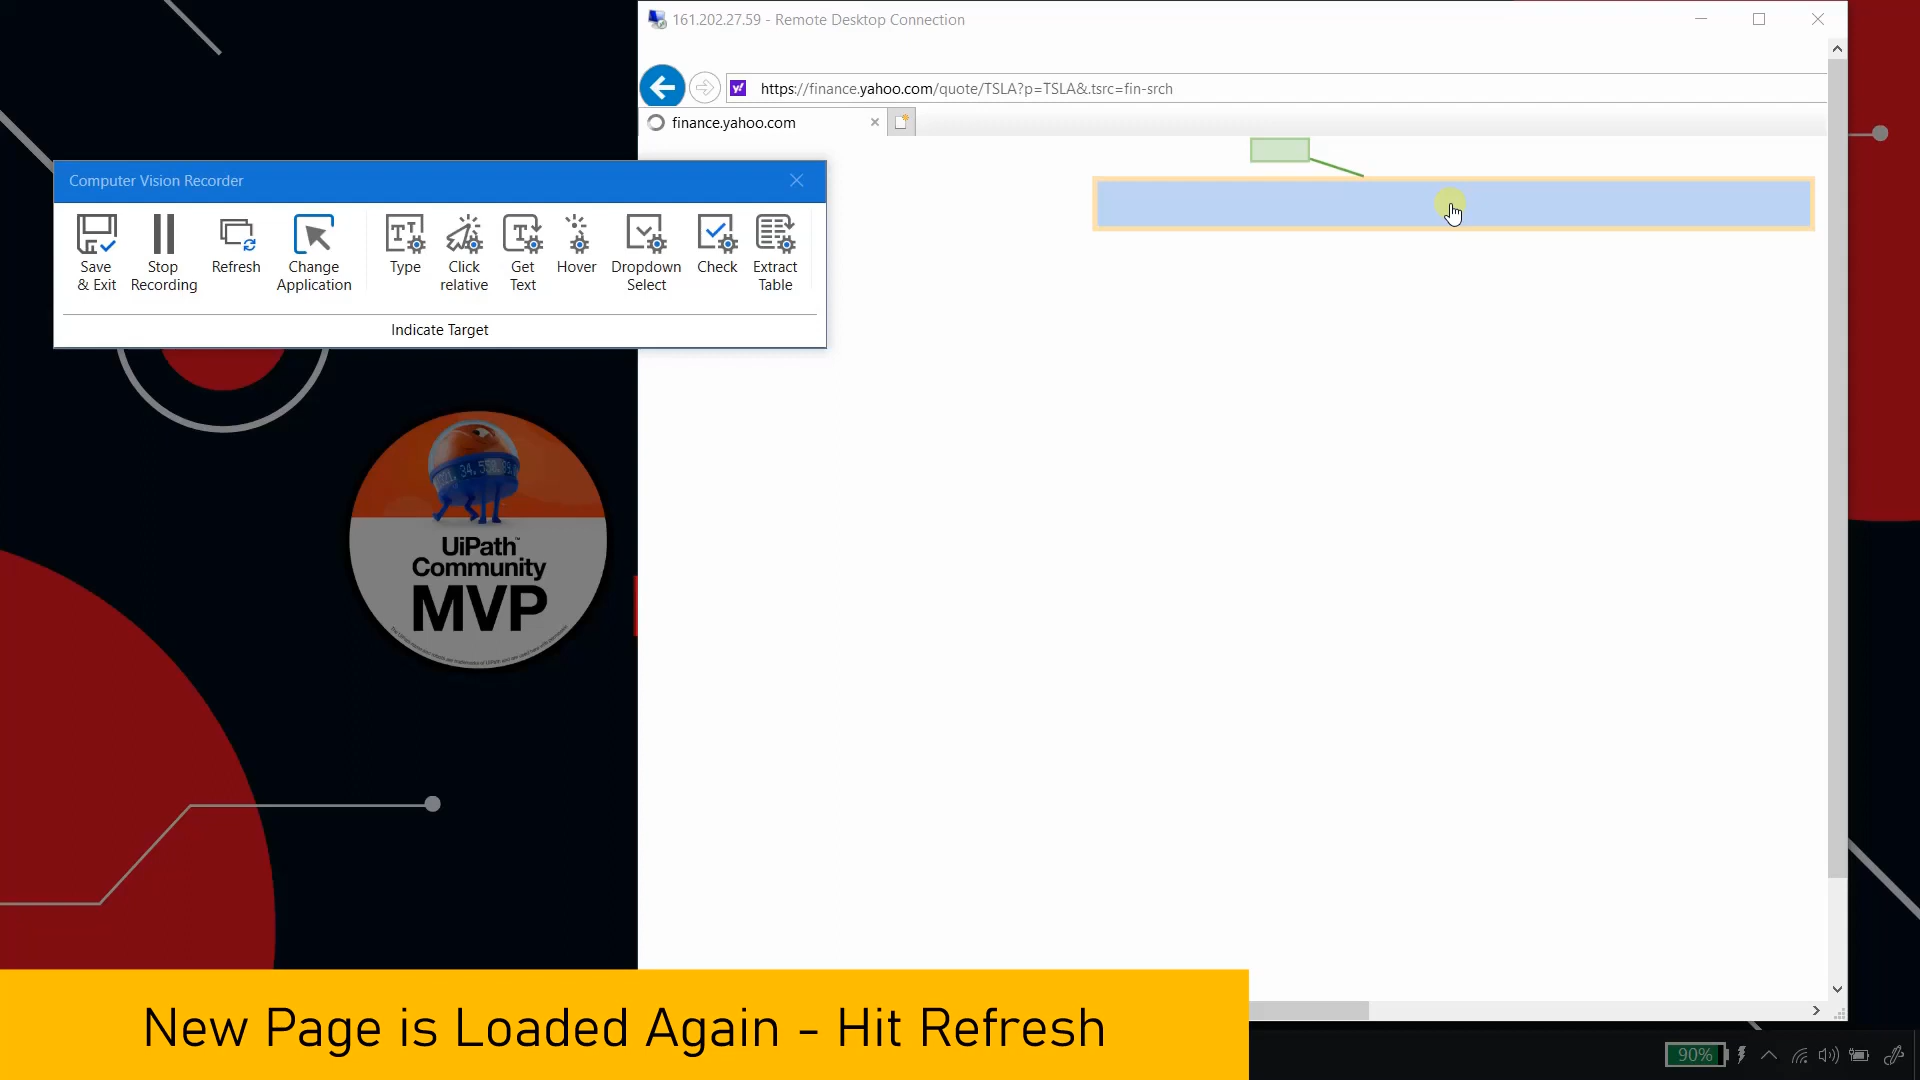 161.202.27.59 - Remote Desktop Connection
https://finance.yahoo.com/quote/TSLA?p=TSLA&.tsrc=fin-srch
finance.yahoo.com
Computer Vision Recorder
Save & Exit
Stop Recording
Refresh
Change Application
Type
Click relative
Get Text
Hover
Dropdown Select
Check
Extract Table
Indicate Target
UiPath™
Community
MVP
New Page is Loaded Again - Hit Refresh
90%